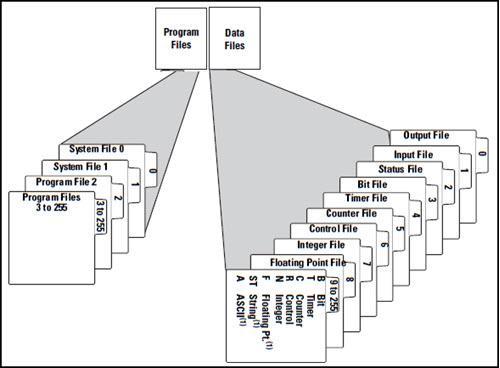 Program
Files
Data
Files
System File 0
0
System File 1
1
Program File 2
2
Program Files
3 to 255
3 to 255
Output File
0
Input File
1
Status File
2
Bit File
3
Timer File
4
Counter File
5
Control File
6
Integer File
7
Floating Point File
8
9 to 255
B Bit
T Timer
C Counter
R Control
N Integer
F Floating Pt.(1)
ST String(1)
A ASCII(1)